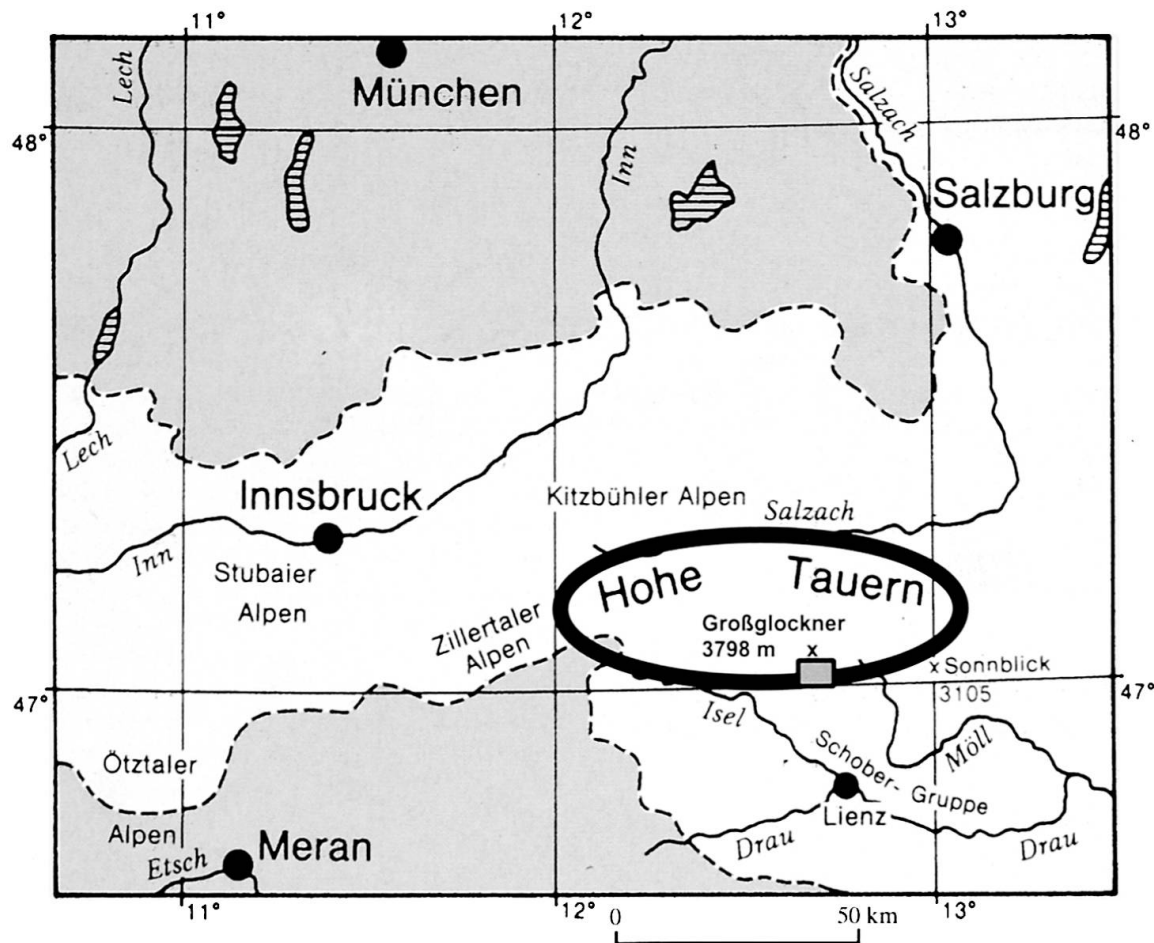 11° 12° 13°
Lech
München
Inn
Salzach
48° 48°
Salzburg
Lech
Innsbruck
Kitzbühler Alpen
Salzach
Inn
Stubaier
Alpen
Hohe Tauern
Zillertaler
Alpen
Großglockner
3798 m x
x Sonnblick
3105
47° 47°
Isel
Möll
Schober-Gruppe
Ötztaler
Alpen
Lienz
Drau
Drau
Etsch
Meran
11° 12° 13°
0 50 km